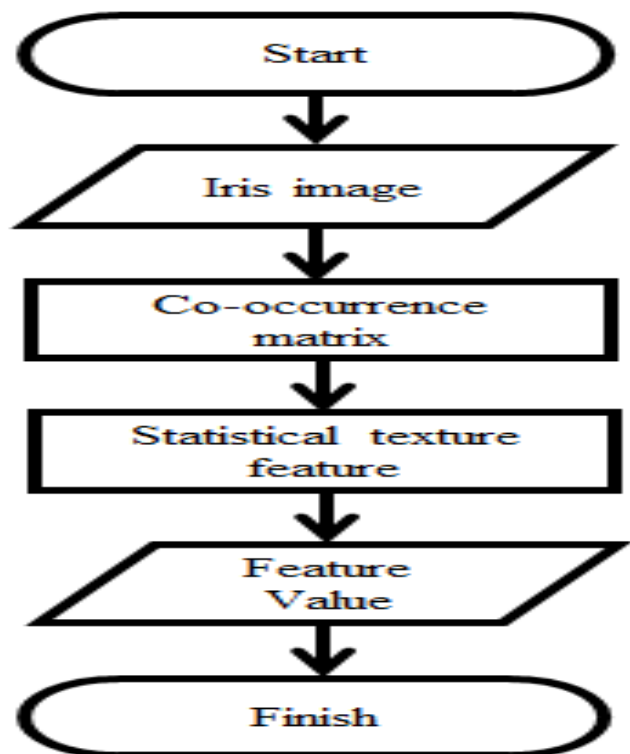 Start
Iris image
Co-occurrence
matrix
Statistical texture
feature
Feature
Value
Finish